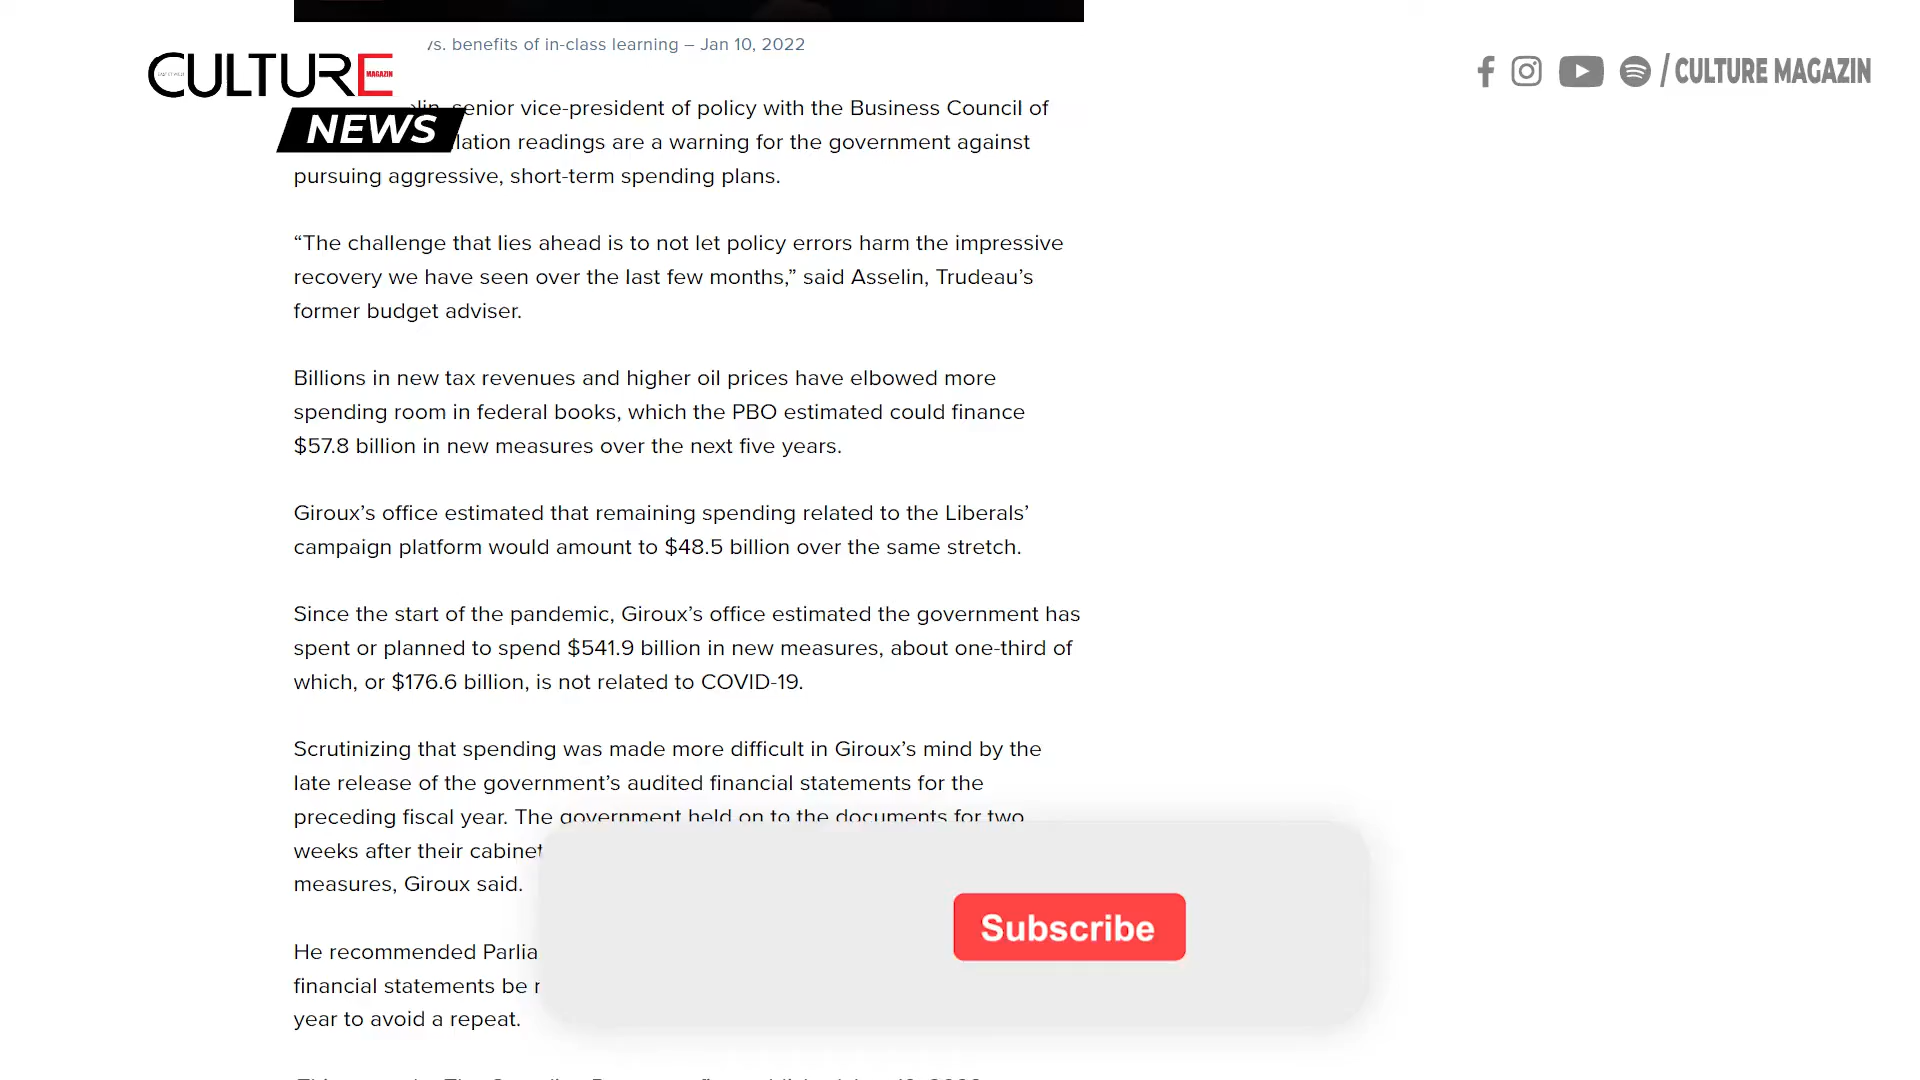 CULTURE
MAGAZIN
NEWS
/ CULTURE MAGAZIN
vs. benefits of in-class learning – Jan 10, 2022
senior vice-president of policy with the Business Council of
readings are a warning for the government against
pursuing aggressive, short-term spending plans.
“The challenge that lies ahead is to not let policy errors harm the impressive
recovery we have seen over the last few months,” said Asselin, Trudeau’s
former budget adviser.
Billions in new tax revenues and higher oil prices have elbowed more
spending room in federal books, which the PBO estimated could finance
$57.8 billion in new measures over the next five years.
Giroux’s office estimated that remaining spending related to the Liberals’
campaign platform would amount to $48.5 billion over the same stretch.
Since the start of the pandemic, Giroux’s office estimated the government has
spent or planned to spend $541.9 billion in new measures, about one-third of
which, or $176.6 billion, is not related to COVID-19.
Scrutinizing that spending was made more difficult in Giroux’s mind by the
late release of the government’s audited financial statements for the
preceding fiscal year. The government held on to the documents for two
weeks after their cabinet
measures, Giroux said.
He recommended Parlia
financial statements be r
year to avoid a repeat.
Subscribe